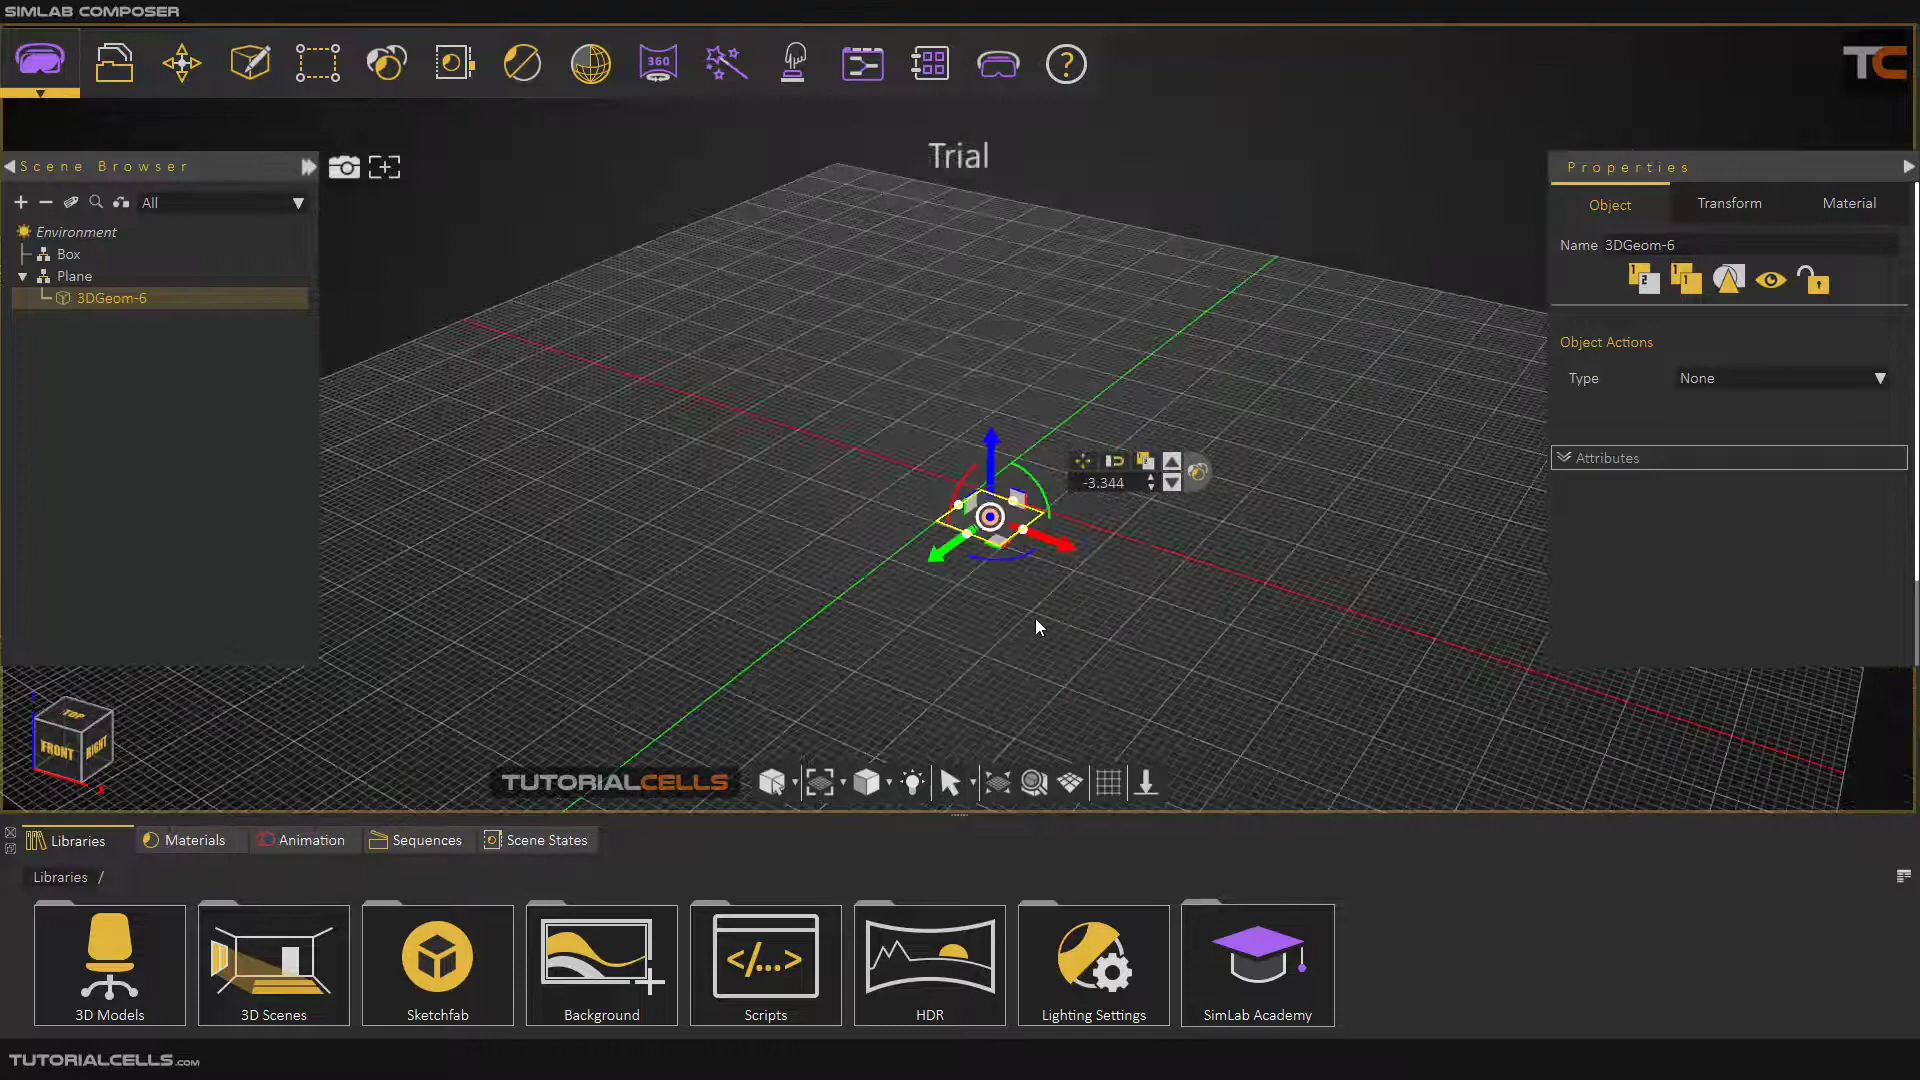 SIMLAB COMPOSER
360
?
TC
Scene Browser
Trial
Properties
All
Object
Transform
Material
Environment
Box
Plane
3DGeom-6
Name 3DGeom-6
Object Actions
Type
None
Attributes
-3.344
TOP
FRONT
RIGHT
TUTORIALCELLS
Libraries
Materials
Animation
Sequences
Scene States
Libraries /
</...>
3D Models
3D Scenes
Sketchfab
Background
Scripts
HDR
Lighting Settings
SimLab Academy
TUTORIALCELLS.com